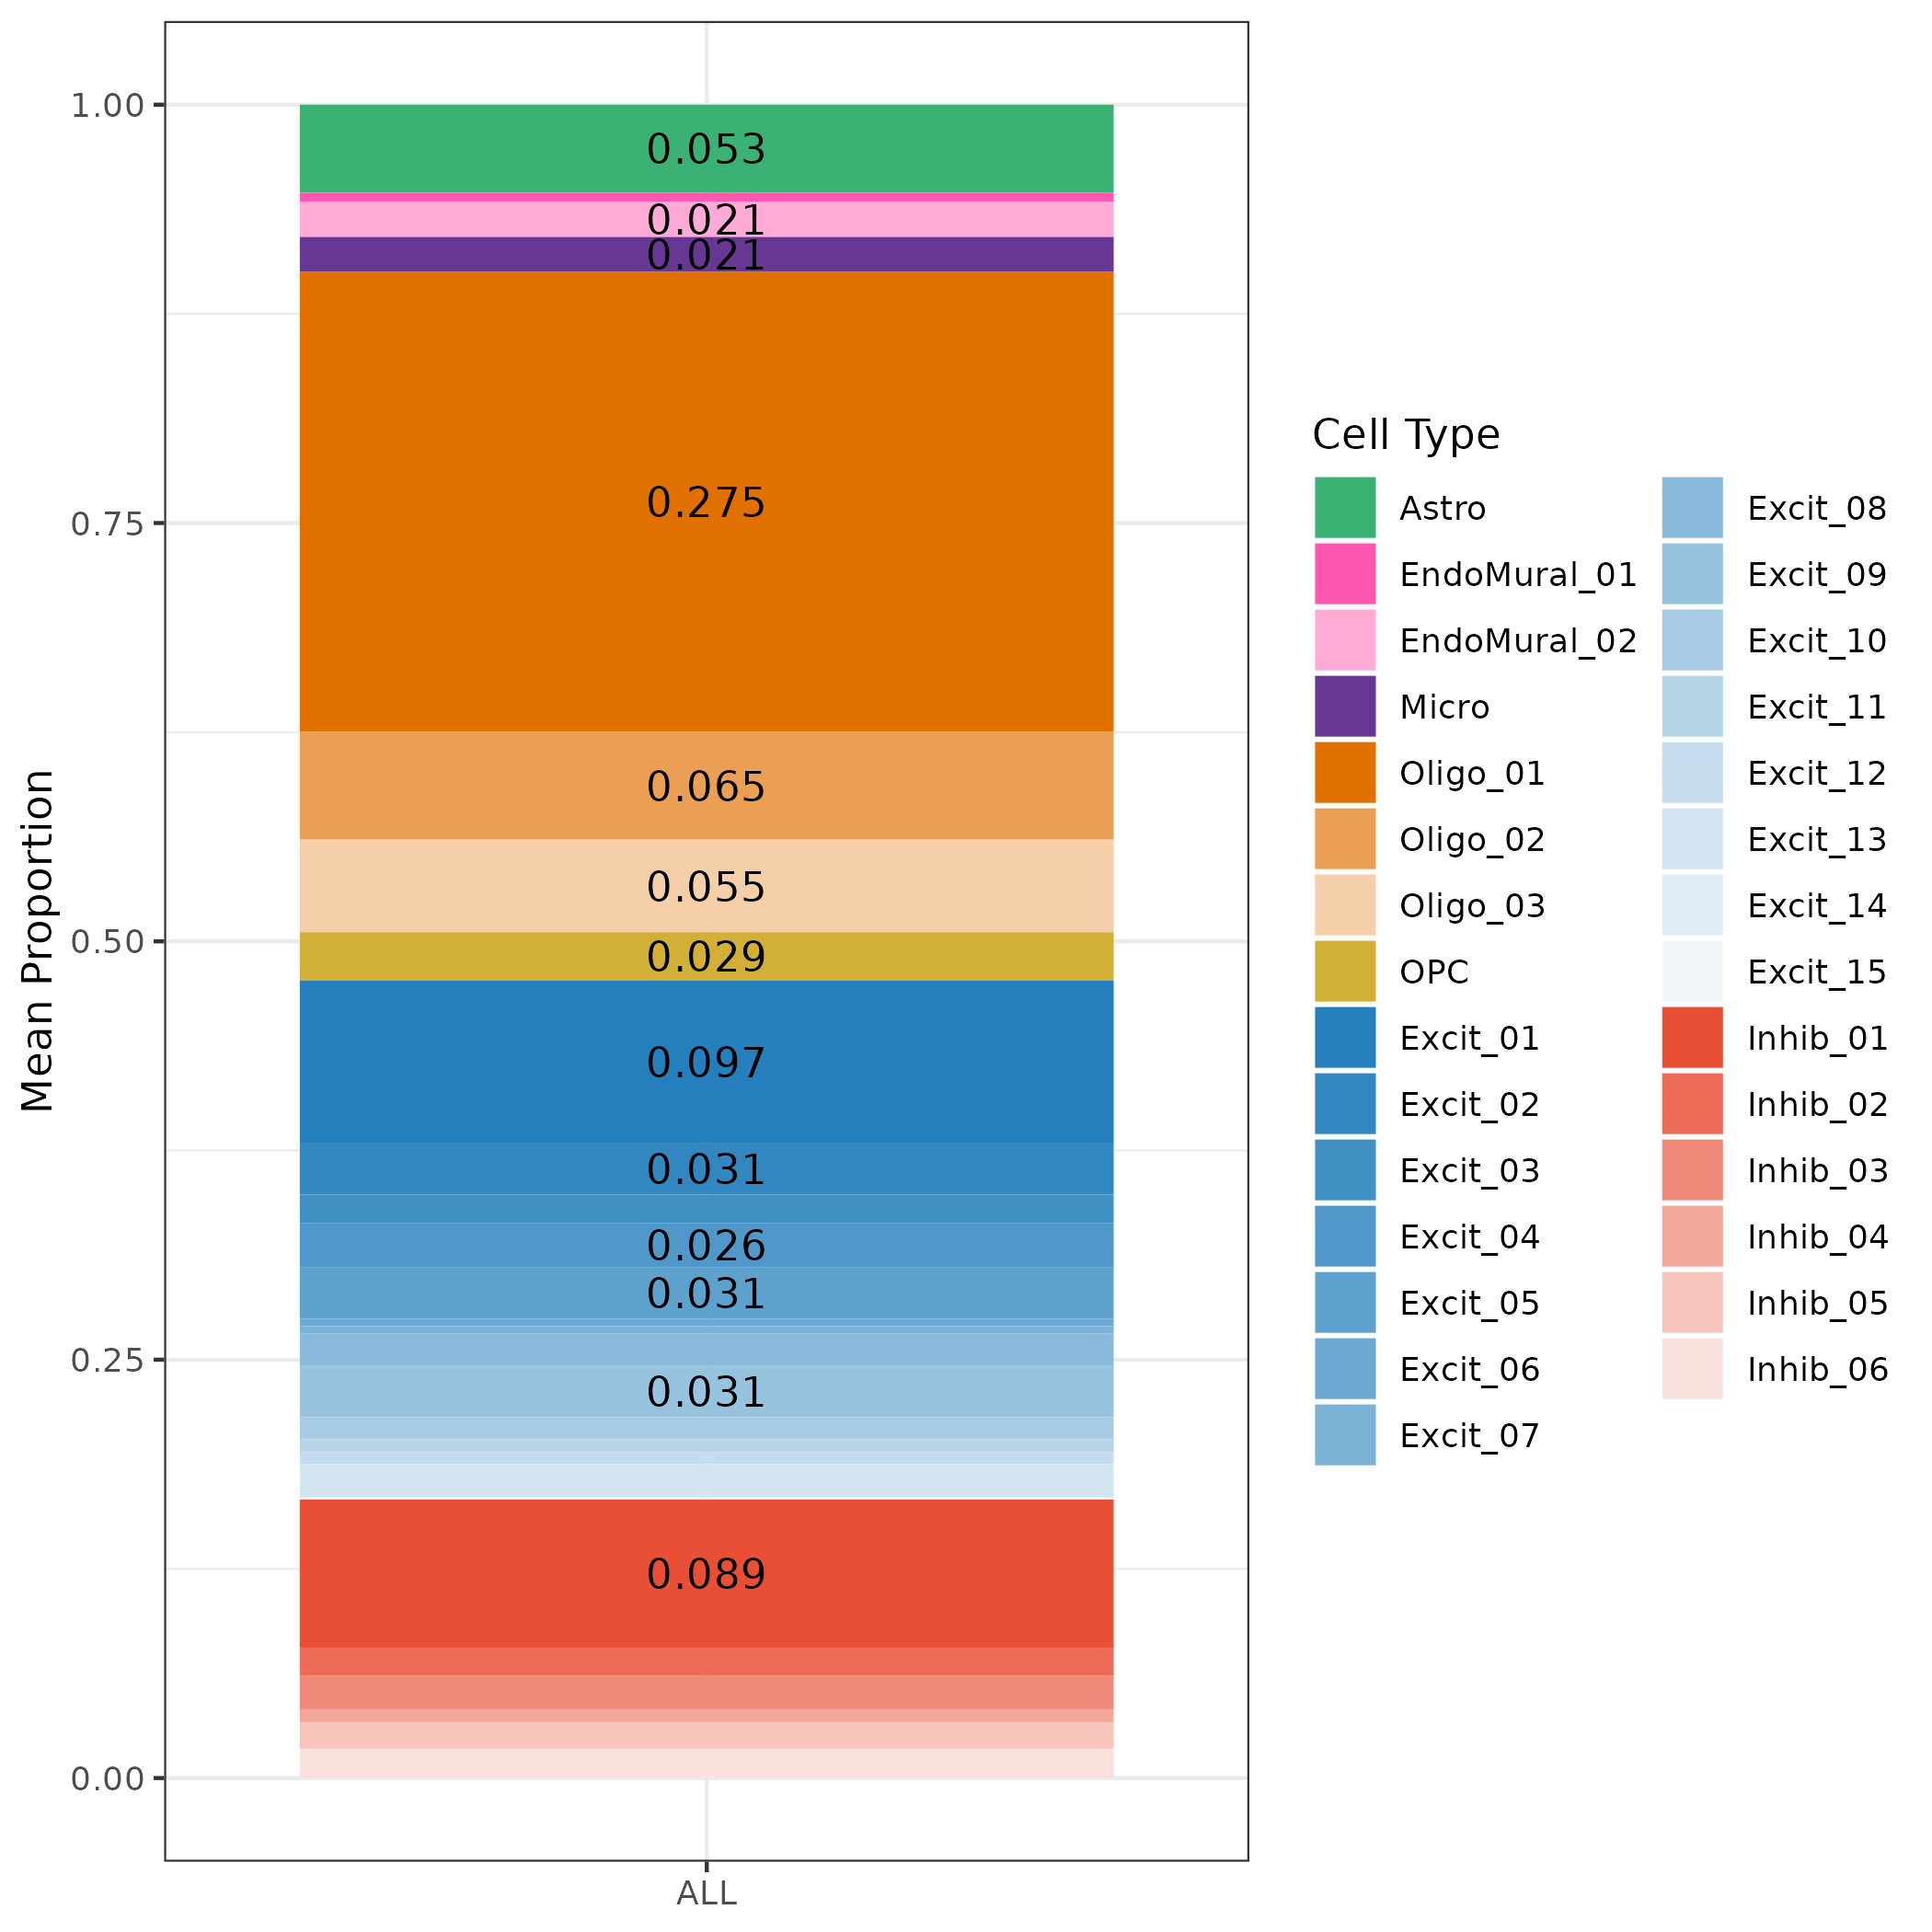 Mean Proportion
1.00
0.75
0.50
0.25
0.00
0.053
0.021
0.021
0.275
0.065
0.055
0.029
0.097
0.031
0.026
0.031
0.031
0.089
ALL
Cell Type
Astro
EndoMural_01
EndoMural_02
Micro
Oligo_01
Oligo_02
Oligo_03
OPC
Excit_01
Excit_02
Excit_03
Excit_04
Excit_05
Excit_06
Excit_07
Excit_08
Excit_09
Excit_10
Excit_11
Excit_12
Excit_13
Excit_14
Excit_15
Inhib_01
Inhib_02
Inhib_03
Inhib_04
Inhib_05
Inhib_06